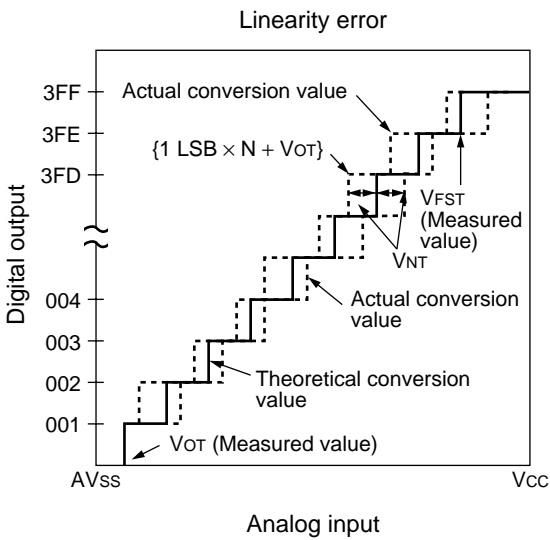 Linearity error
3FF
3FE
3FD
004
003
002
001
Digital output
Actual conversion value
{1 LSB × N + VOT}
VFST
(Measured
value)
VNT
Actual conversion
value
Theoretical conversion
value
VOT (Measured value)
AVSS
VCC
Analog input